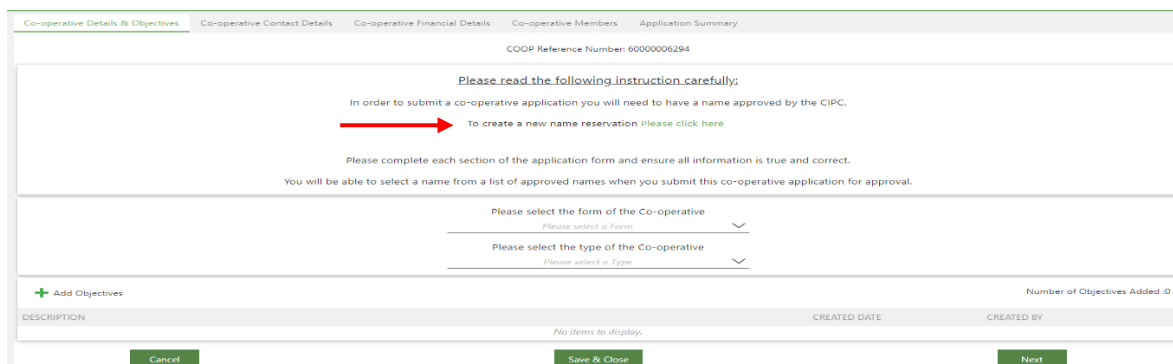 Co-operative Details & Objectives Co-operative Contact Details Co-operative Financial Details Co-operative Members Application Summary
COOP Reference Number: 60000006294
Please read the following instruction carefully:
In order to submit a co-operative application you will need to have a name approved by the CIPC.
To create a new name reservation Please click here
Please complete each section of the application form and ensure all information is true and correct.
You will be able to select a name from a list of approved names when you submit this co-operative application for approval.
Please select the form of the Co-operative
Please select a Form
Please select the type of the Co-operative
Please select a Type
Add Objectives Number of Objectives Added :0
DESCRIPTION CREATED DATE CREATED BY
No items to display.
Cancel Save & Close Next